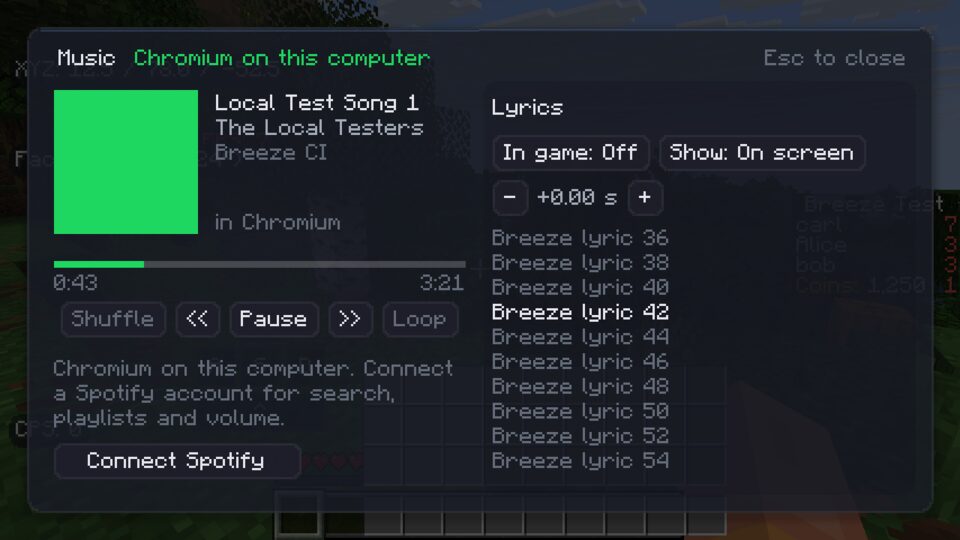 Music Chromium on this computer
Esc to close
Local Test Song 1
The Local Testers
Breeze CI
in Chromium
0:43
3:21
Shuffle << Pause >> Loop
Chromium on this computer. Connect
a Spotify account for search,
playlists and volume.
Connect Spotify
Lyrics
In game: Off Show: On screen
- +0.00 s +
Breeze lyric 36
Breeze lyric 38
Breeze lyric 40
Breeze lyric 42
Breeze lyric 44
Breeze lyric 46
Breeze lyric 48
Breeze lyric 50
Breeze lyric 52
Breeze lyric 54
Breeze Test
carl 7
Alice 3
bob 3
Coins: 1,250 1